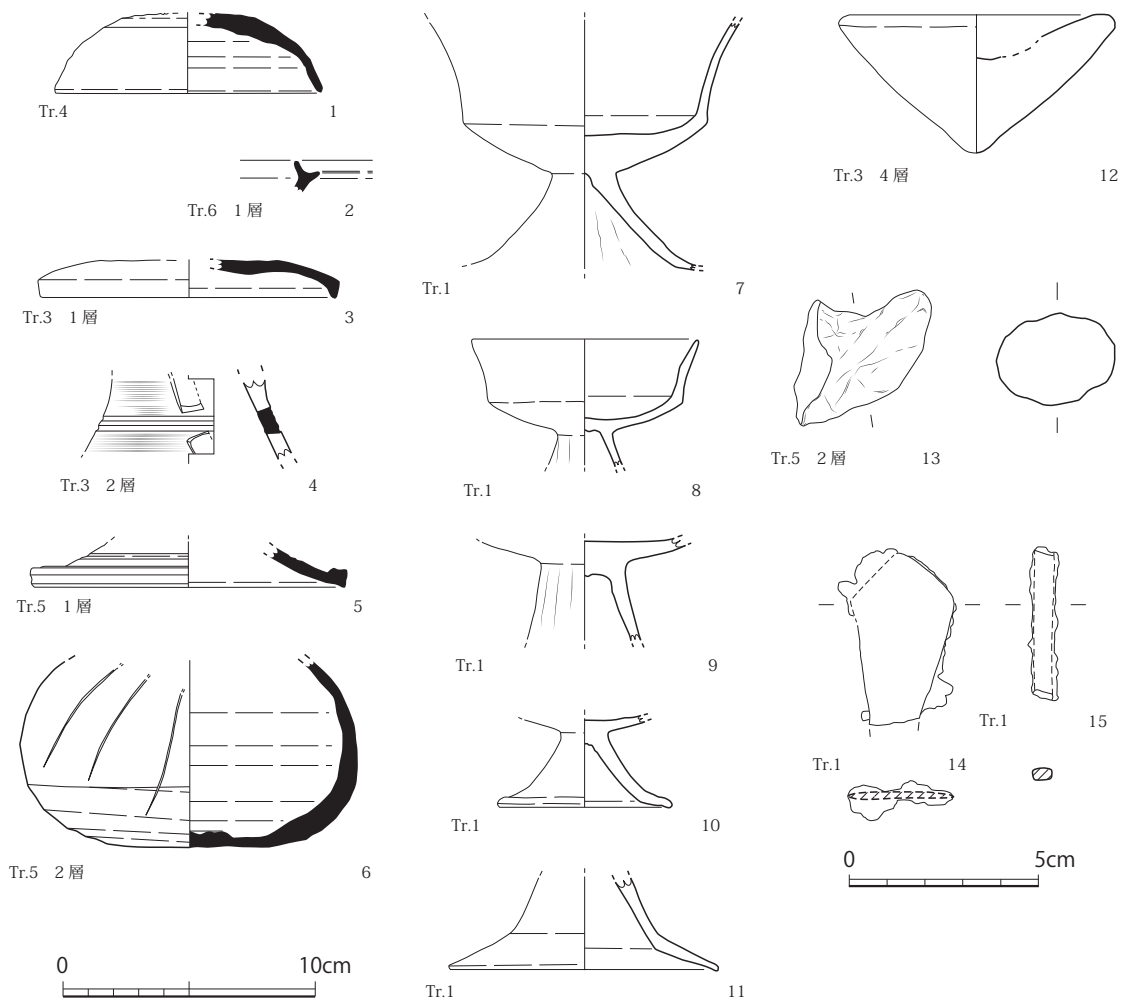 Tr.4 1
Tr.6 1層 2
Tr.3 1層 3
Tr.3 2層 4
Tr.5 1層 5
Tr.5 2層 6
0 10cm
Tr.1 7
Tr.1 8
Tr.1 9
Tr.1 10
Tr.1 11
Tr.3 4層 12
Tr.5 2層 13
Tr.1 14
Tr.1 15
0 5cm